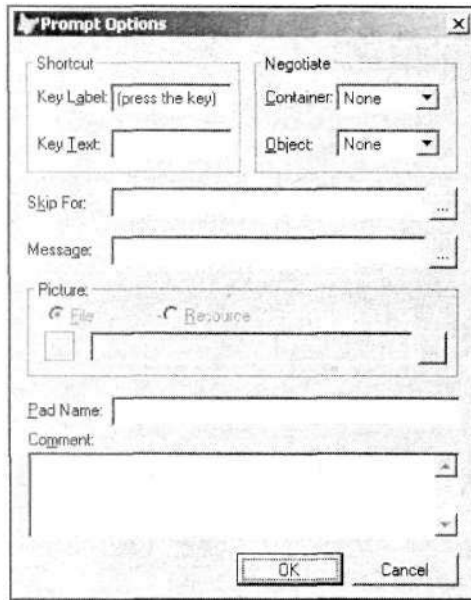 Prompt Options
Shortcut
Key Label: (press the key)
Key Text:
Negotiate
Container: None
Object: None
Skip For: ...
Message: ...
Picture:
File Resource
Pad Name:
Comment:
OK Cancel